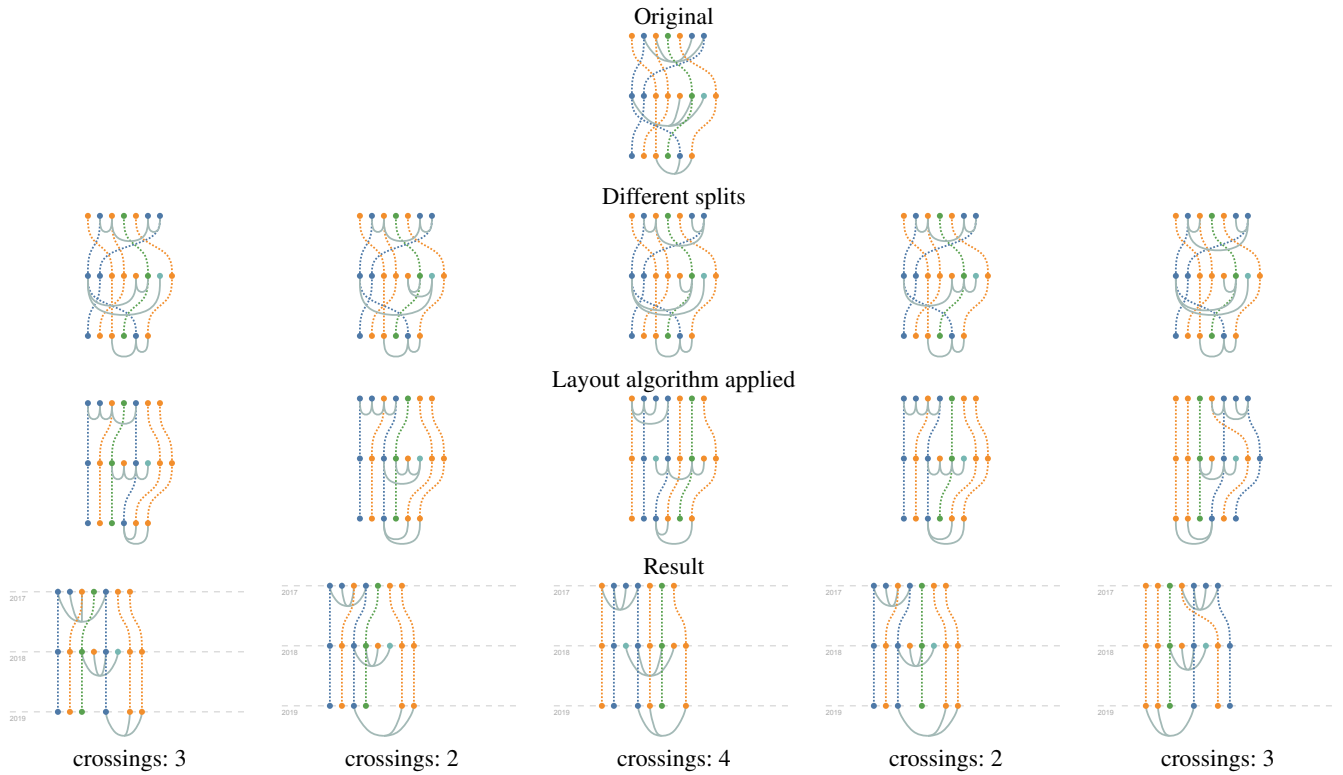 Original
Different splits
Layout algorithm applied
Result
2017 2017 2017 2017 2017
2018 2018 2018 2018 2018
2019 2019 2019 2019 2019
crossings: 3 crossings: 2 crossings: 4 crossings: 2 crossings: 3